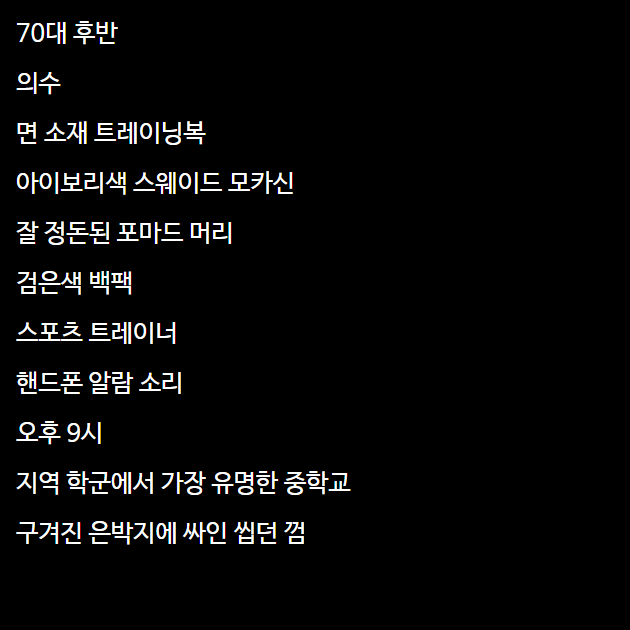 70대 후반
의수
면 소재 트레이닝복
아이보리색 스웨이드 모카신
잘 정돈된 포마드 머리
검은색 백팩
스포츠 트레이너
핸드폰 알람 소리
오후 9시
지역 학군에서 가장 유명한 중학교
구겨진 은박지에 싸인 씹던 껌